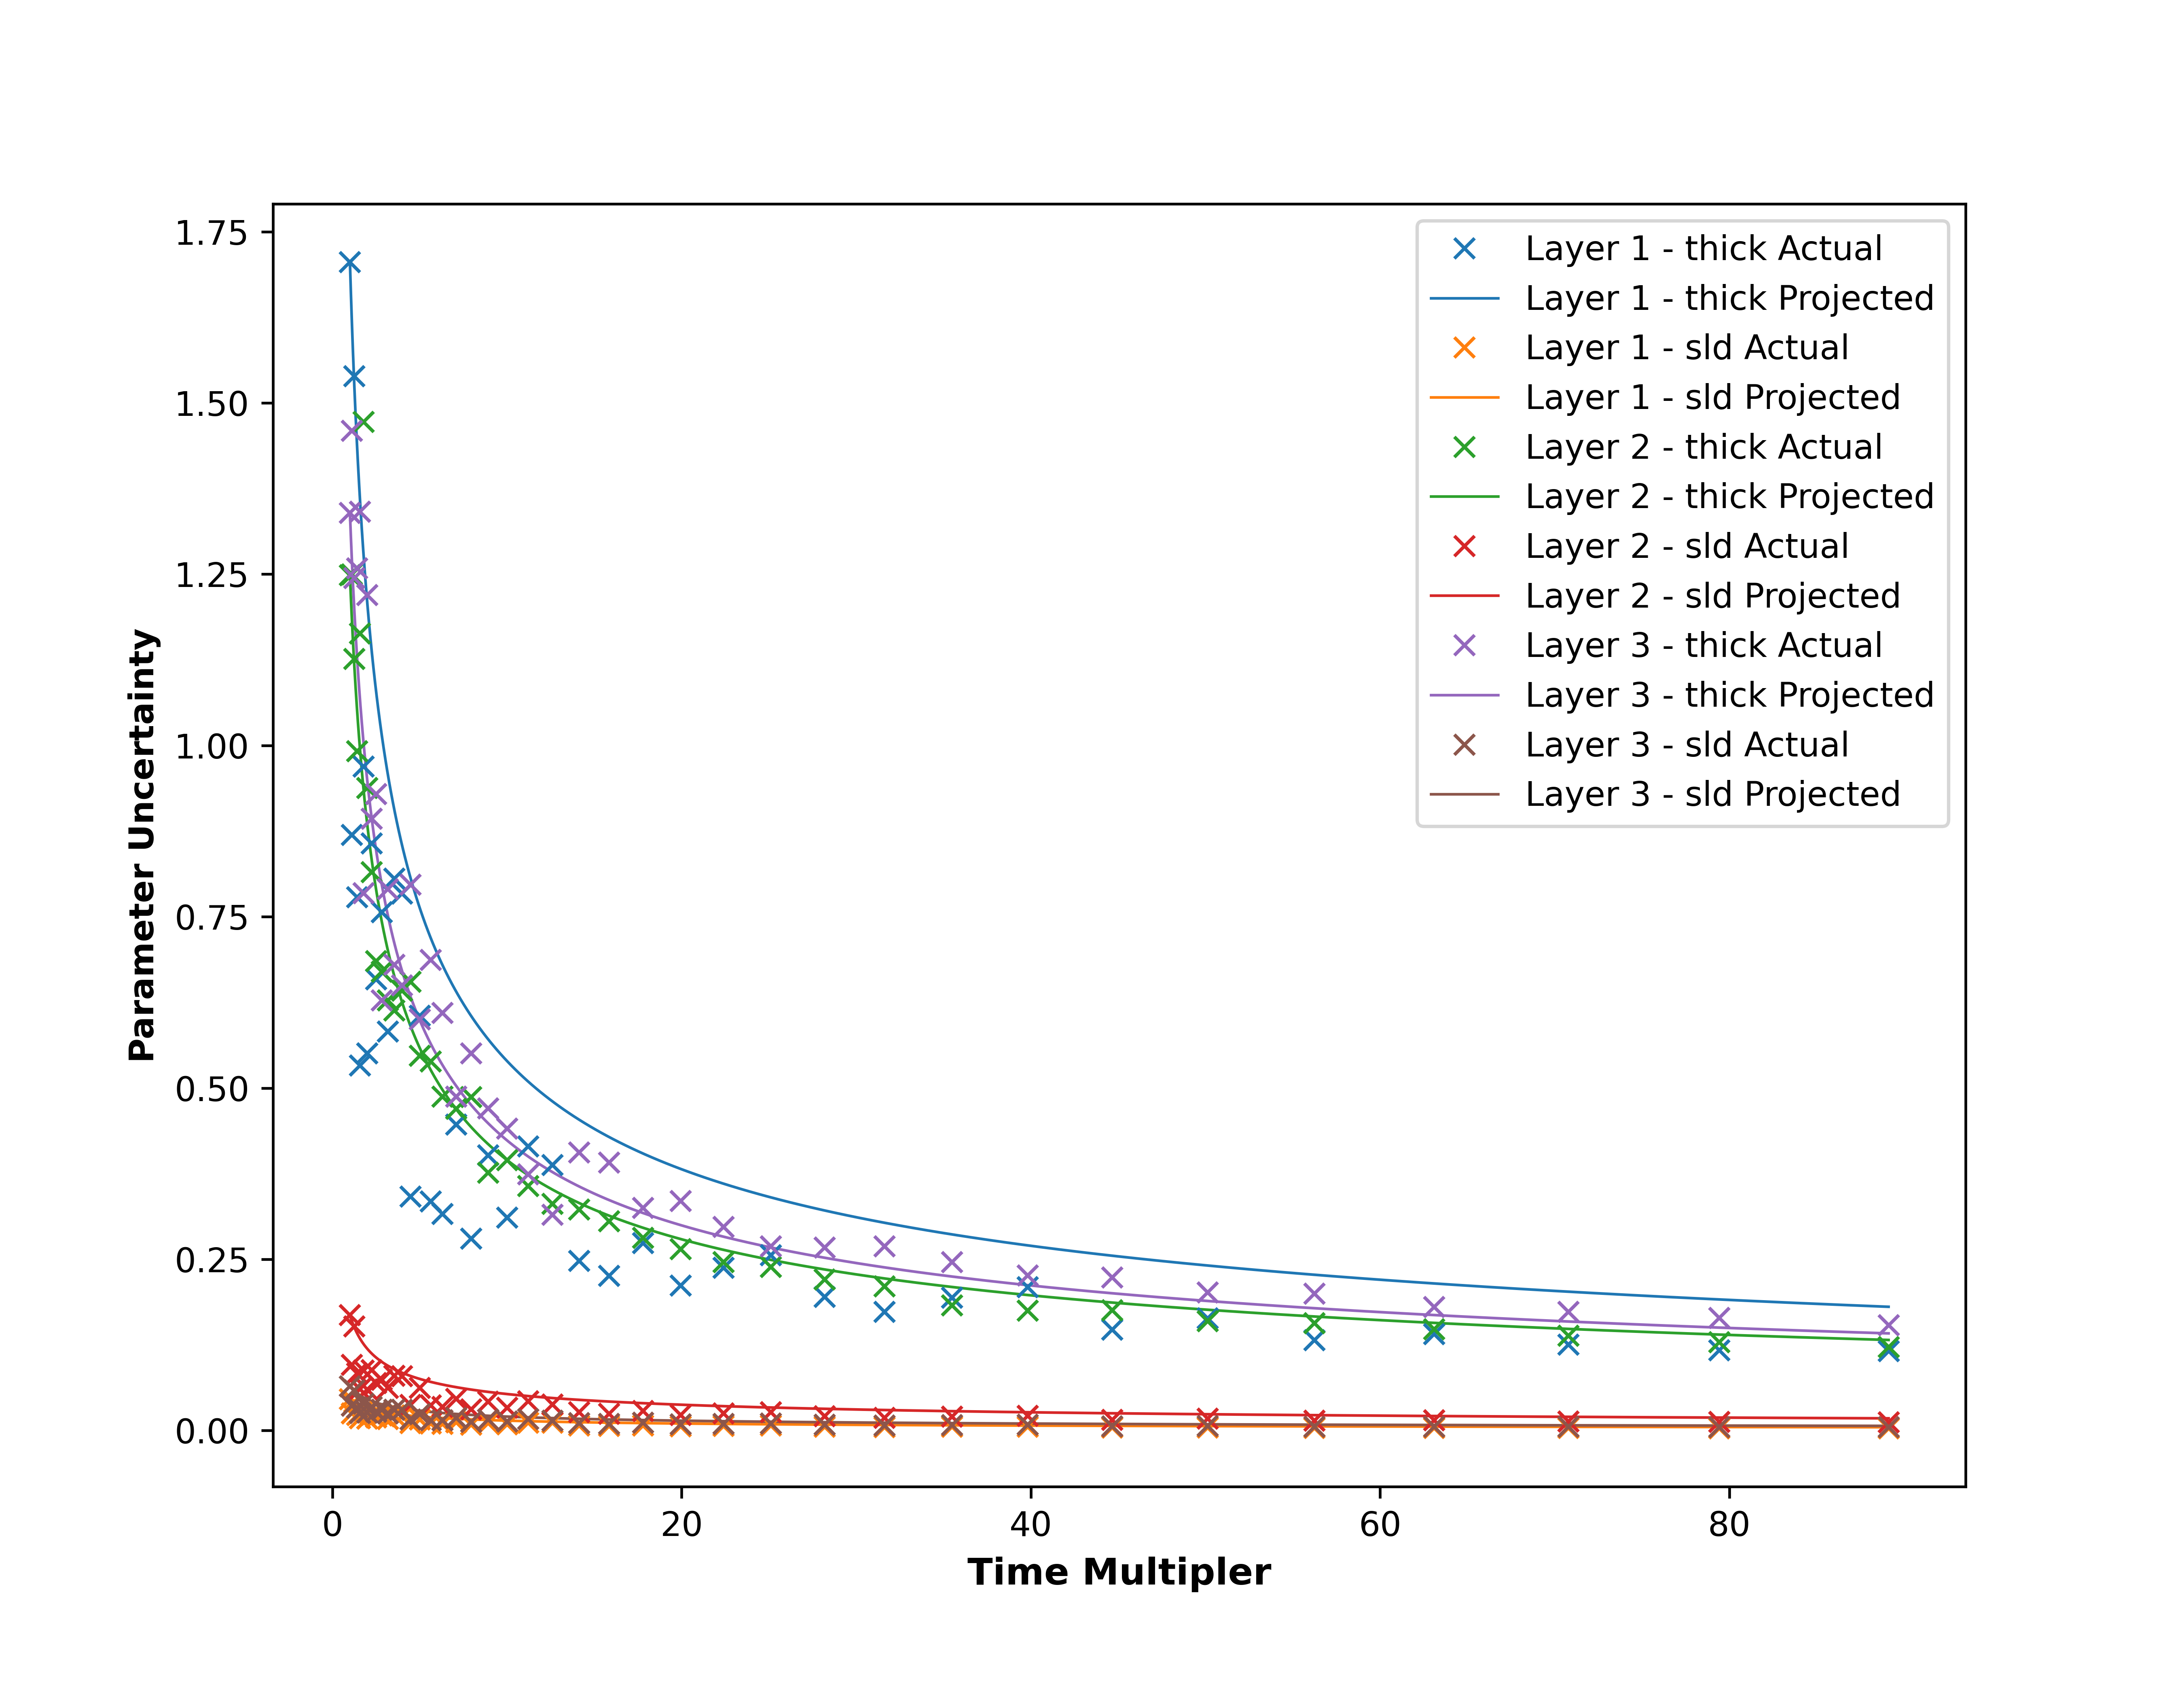 1.75
1.50
1.25
1.00
0.75
0.50
0.25
0.00
Parameter Uncertainty
0 20 40 60 80
Time Multipler
Layer 1 - thick Actual
Layer 1 - thick Projected
Layer 1 - sld Actual
Layer 1 - sld Projected
Layer 2 - thick Actual
Layer 2 - thick Projected
Layer 2 - sld Actual
Layer 2 - sld Projected
Layer 3 - thick Actual
Layer 3 - thick Projected
Layer 3 - sld Actual
Layer 3 - sld Projected